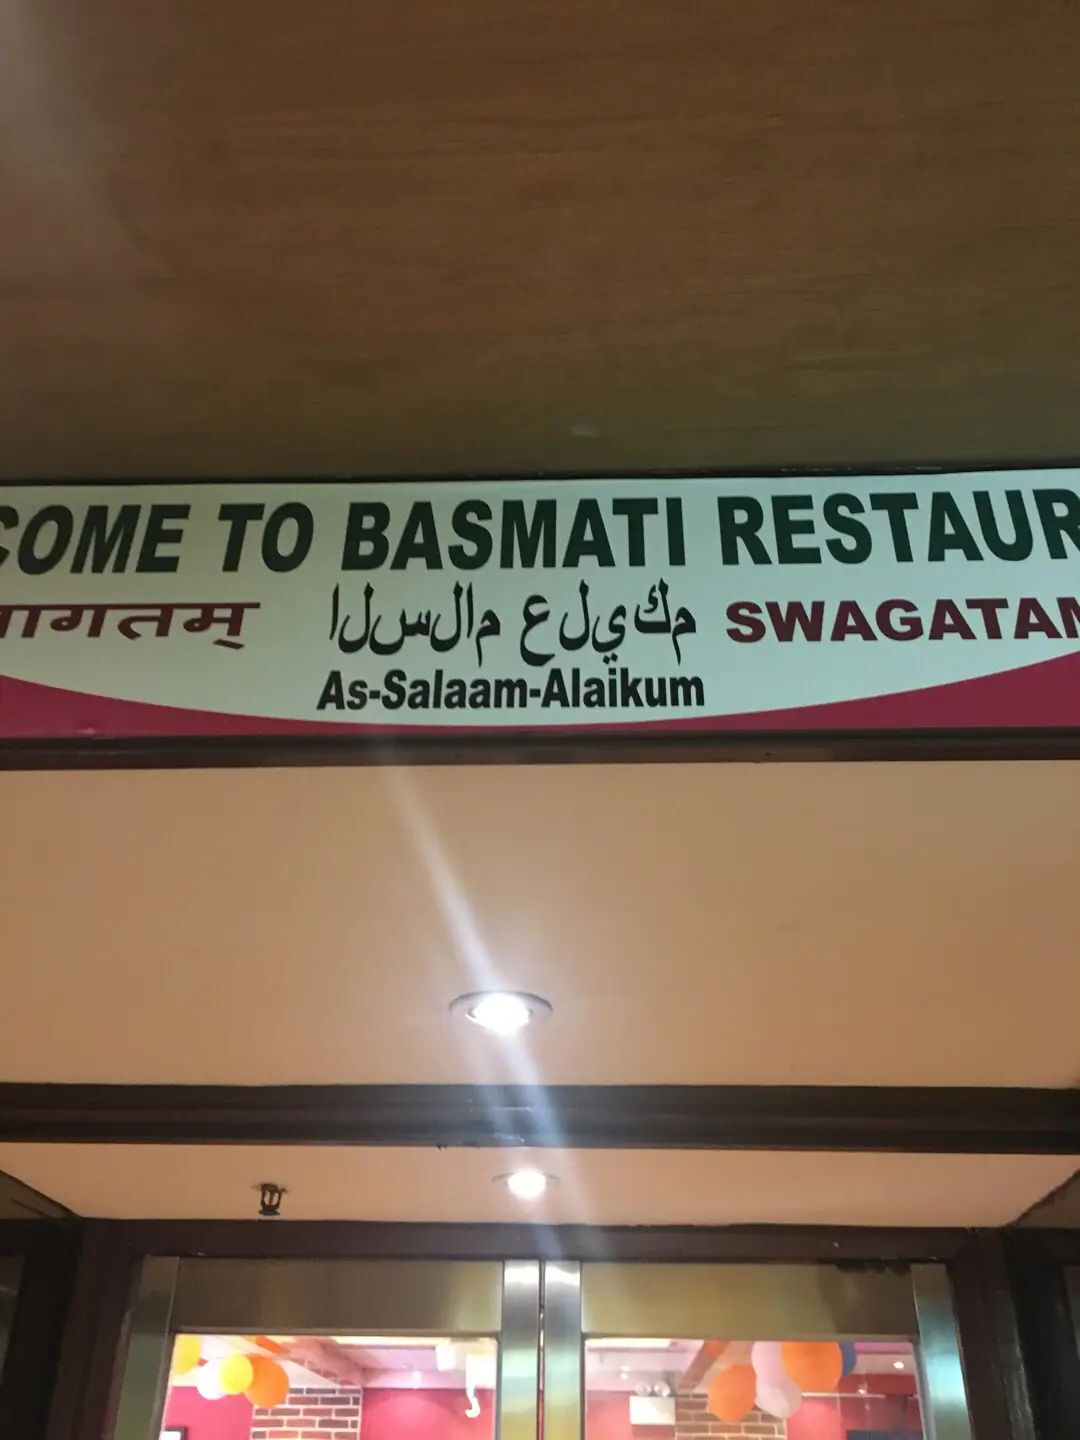 COME TO BASMATI RESTAUR
ागतम् السلام عليكم SWAGATAM
As-Salaam-Alaikum